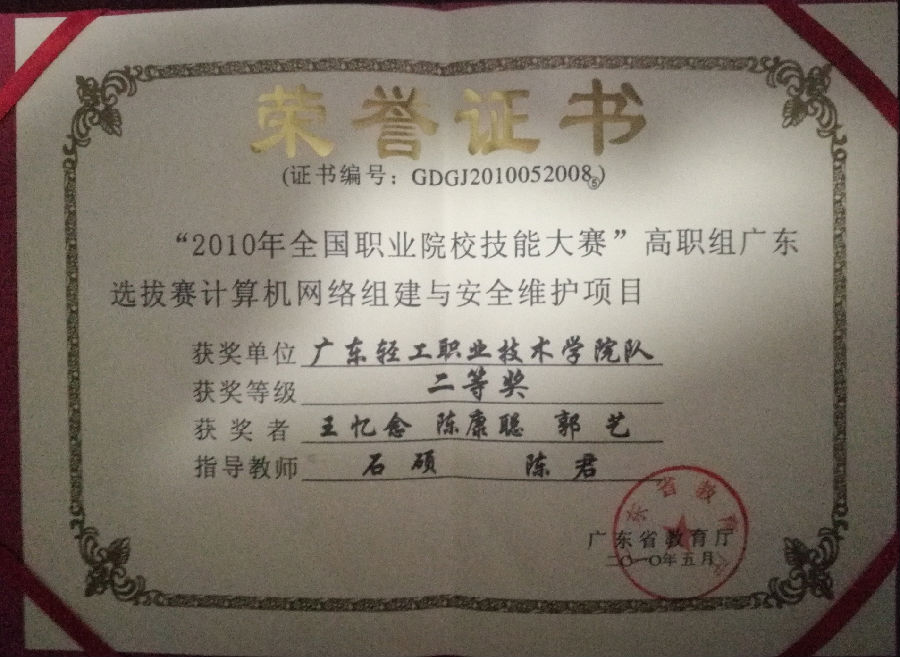 荣誉证书
(证书编号：GDGJ2010052008⑤)
“2010年全国职业院校技能大赛”高职组广东
选拔赛计算机网络组建与安全维护项目
获奖单位 广东轻工职业技术学院队
获奖等级 二等奖
获奖者 王忆念 陈康聪 郭艺
指导教师 石硕 陈君
广东省教育厅
二〇一〇年五月